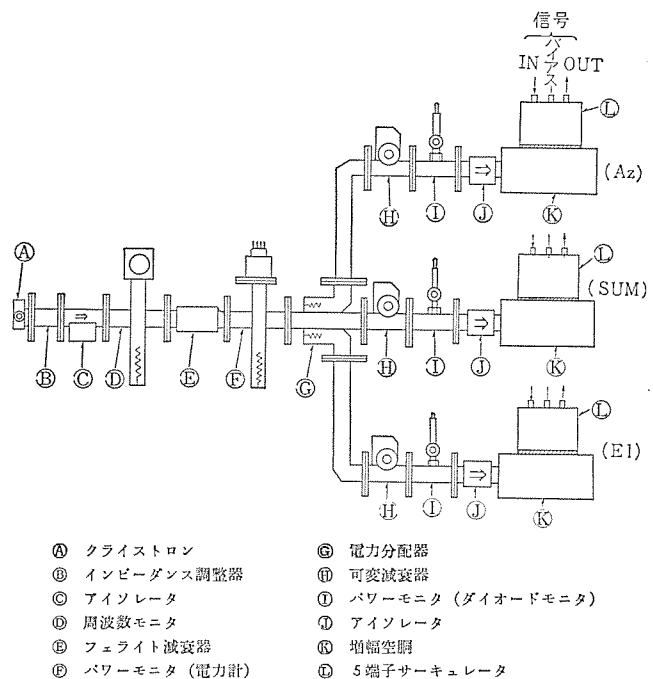 信号
バイアス
IN OUT
Ⓛ
(Az)
Ⓗ Ⓘ Ⓙ Ⓚ
Ⓐ
Ⓛ
(SUM)
Ⓑ Ⓒ Ⓓ Ⓔ Ⓕ Ⓖ Ⓗ Ⓘ Ⓙ Ⓚ
Ⓛ
(El)
Ⓗ Ⓘ Ⓙ Ⓚ
Ⓐ クライストロン
Ⓑ インピーダンス調整器
Ⓒ アイソレータ
Ⓓ 周波数モニタ
Ⓔ フェライト減衰器
Ⓕ パワーモニタ (電力計)
Ⓖ 電力分配器
Ⓗ 可変減衰器
Ⓘ パワーモニタ (ダイオードモニタ)
Ⓙ アイソレータ
Ⓚ 増幅空胴
Ⓛ 5端子サーキュレータ